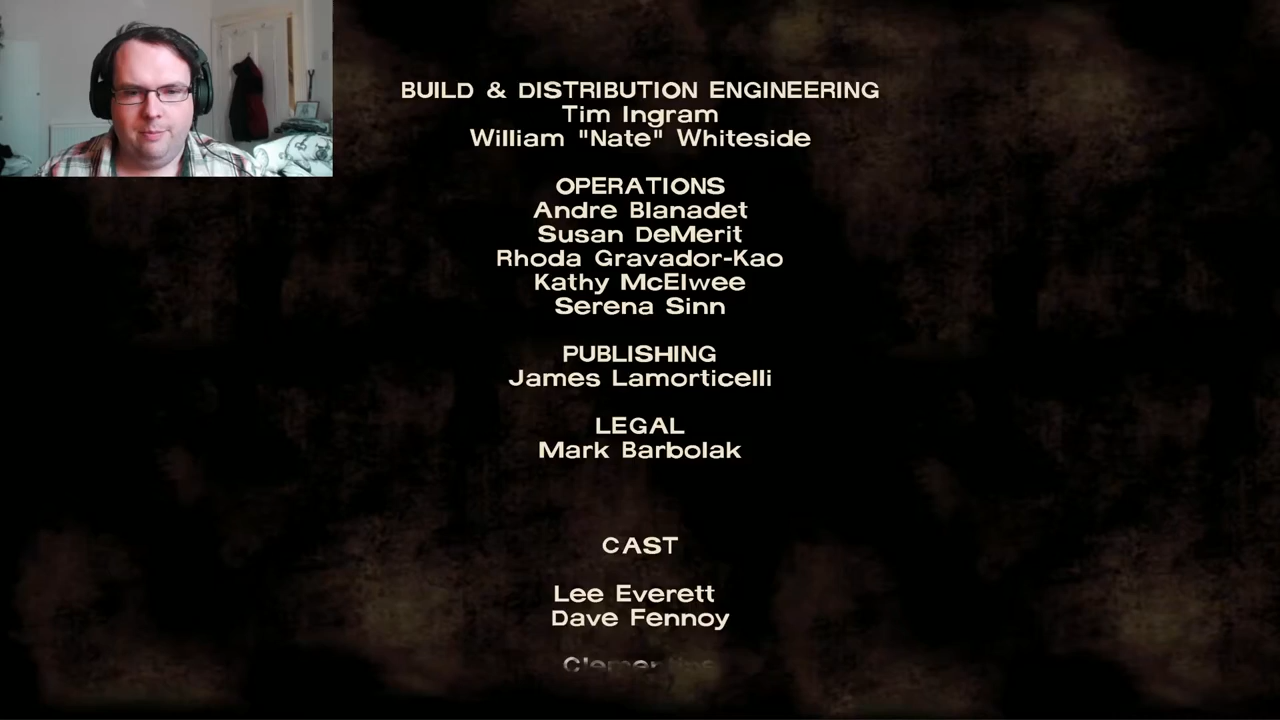 BUILD & DISTRIBUTION ENGINEERING
Tim Ingram
William "Nate" Whiteside
OPERATIONS
Andre Blanadet
Susan DeMerit
Rhoda Gravador-Kao
Kathy McElwee
Serena Sinn
PUBLISHING
James Lamorticelli
LEGAL
Mark Barbolak
CAST
Lee Everett
Dave Fennoy
Clementine